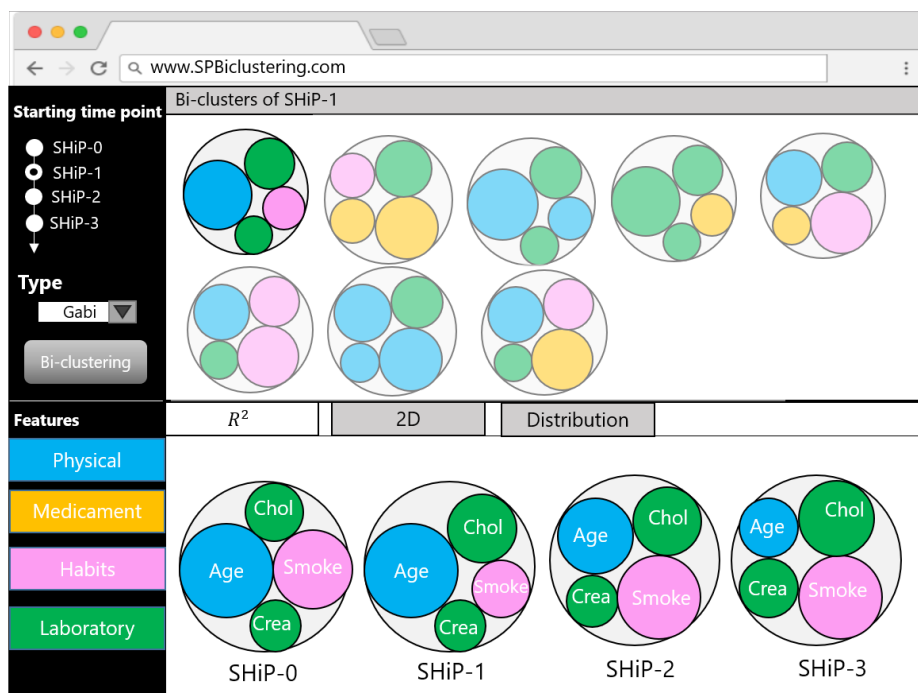 www.SPBiclustering.com
Starting time point
SHiP-0
SHiP-1
SHiP-2
SHiP-3
Type
Gabi
Bi-clustering
Bi-clusters of SHiP-1
Features
Physical
Medicament
Habits
Laboratory
R²
2D
Distribution
Chol
Age
Smoke
Crea
SHiP-0
Chol
Age
Smoke
Crea
SHiP-1
Age
Chol
Crea
Smoke
SHiP-2
Age
Chol
Crea
Smoke
SHiP-3